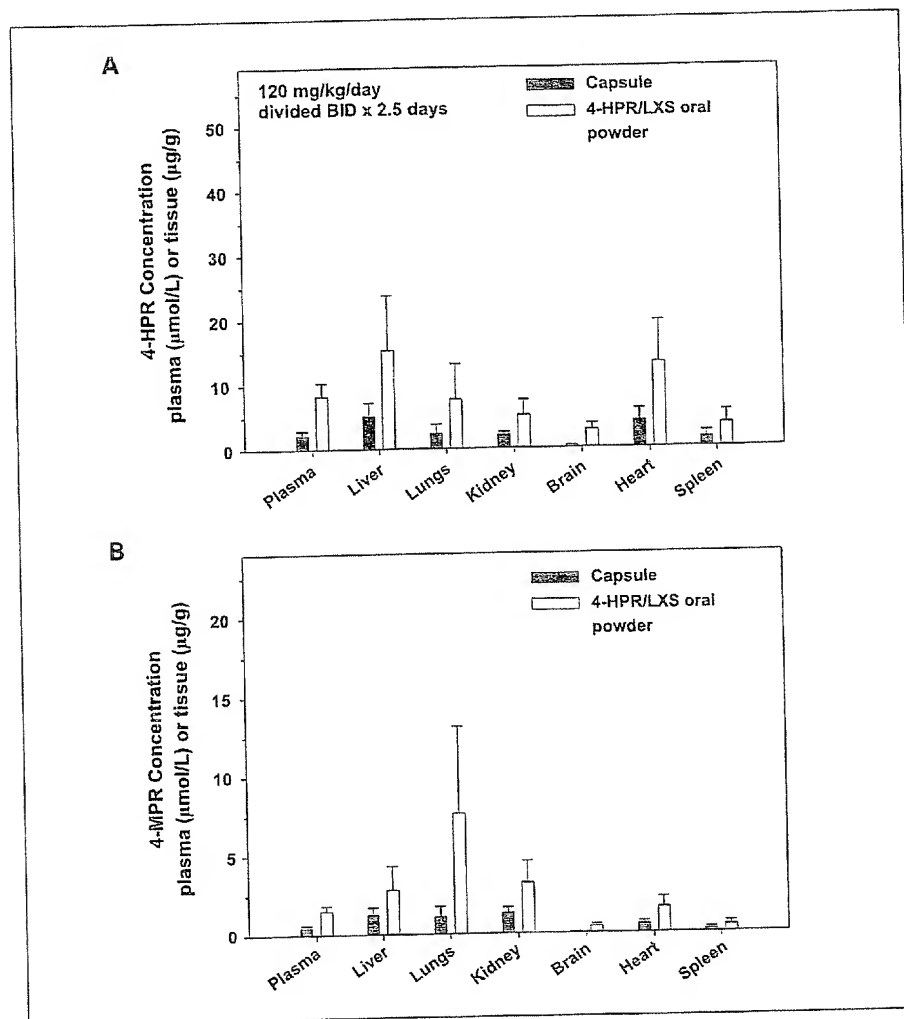 A
120 mg/kg/day
divided BID x 2.5 days
Capsule
4-HPR/LXS oral
powder
4-HPR Concentration
plasma (μmol/L) or tissue (μg/g)
50
40
30
20
10
0
Plasma
Liver
Lungs
Kidney
Brain
Heart
Spleen
B
Capsule
4-HPR/LXS oral
powder
4-MPR Concentration
plasma (μmol/L) or tissue (μg/g)
20
15
10
5
0
Plasma
Liver
Lungs
Kidney
Brain
Heart
Spleen